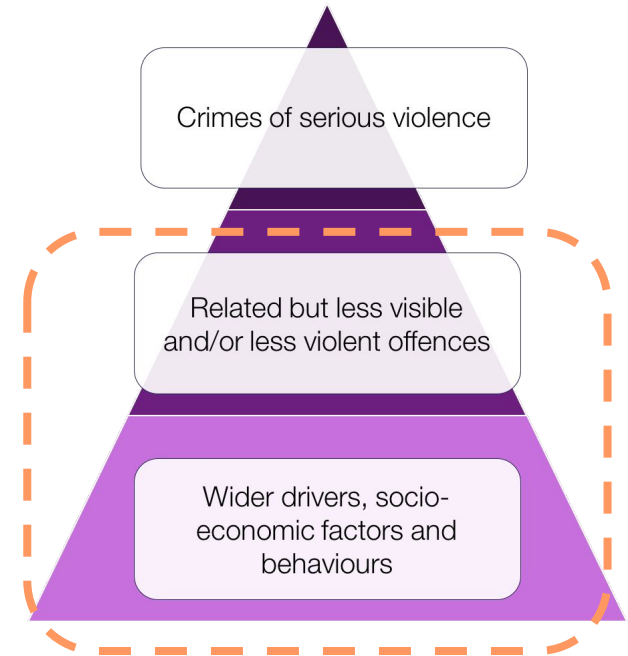 Crimes of serious violence
Related but less visible
and/or less violent offences
Wider drivers, socio-
economic factors and
behaviours